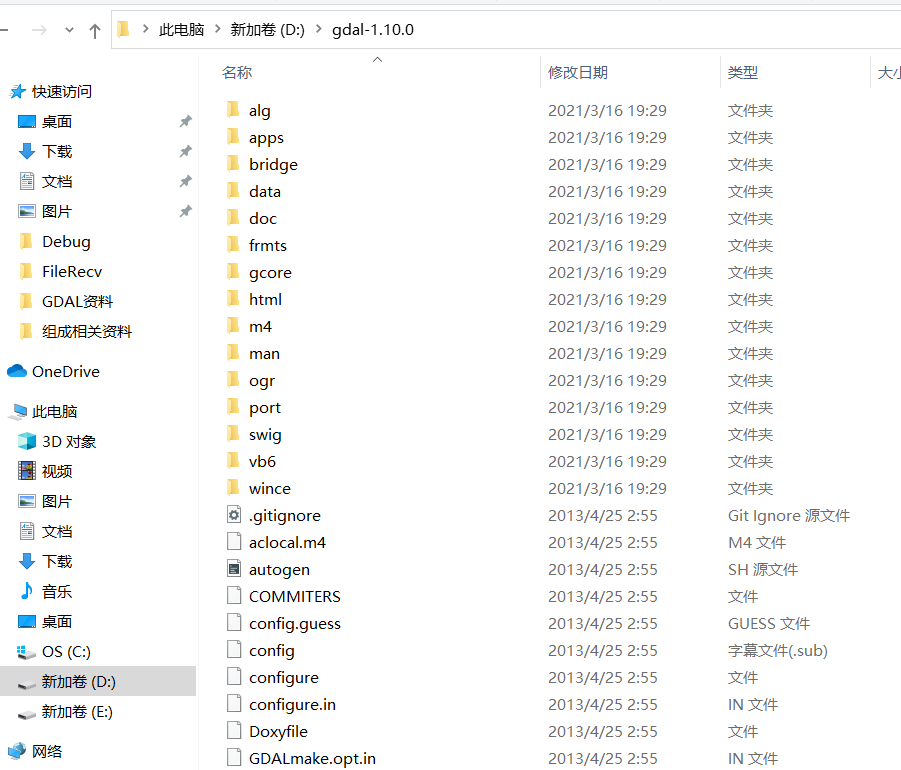 此电脑 新加卷 (D:) gdal-1.10.0
名称 修改日期 类型 大小
快速访问
桌面
下载
文档
图片
Debug
FileRecv
GDAL资料
组成相关资料
OneDrive
此电脑
3D 对象
视频
图片
文档
下载
音乐
桌面
OS (C:)
新加卷 (D:)
新加卷 (E:)
网络
alg 2021/3/16 19:29 文件夹
apps 2021/3/16 19:29 文件夹
bridge 2021/3/16 19:29 文件夹
data 2021/3/16 19:29 文件夹
doc 2021/3/16 19:29 文件夹
frmts 2021/3/16 19:29 文件夹
gcore 2021/3/16 19:29 文件夹
html 2021/3/16 19:29 文件夹
m4 2021/3/16 19:29 文件夹
man 2021/3/16 19:29 文件夹
ogr 2021/3/16 19:29 文件夹
port 2021/3/16 19:29 文件夹
swig 2021/3/16 19:29 文件夹
vb6 2021/3/16 19:29 文件夹
wince 2021/3/16 19:29 文件夹
.gitignore 2013/4/25 2:55 Git Ignore 源文件
aclocal.m4 2013/4/25 2:55 M4 文件
autogen 2013/4/25 2:55 SH 源文件
COMMITERS 2013/4/25 2:55 文件
config.guess 2013/4/25 2:55 GUESS 文件
config 2013/4/25 2:55 字幕文件(.sub)
configure 2013/4/25 2:55 文件
configure.in 2013/4/25 2:55 IN 文件
Doxyfile 2013/4/25 2:55 文件
GDALmake.opt.in 2013/4/25 2:55 IN 文件